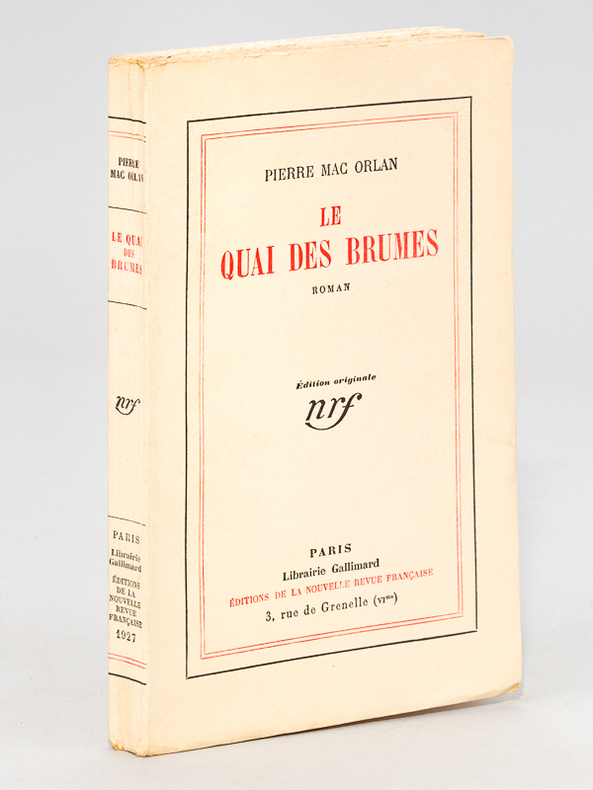 PIERRE MAC ORLAN
LE
QUAI DES BRUMES
ROMAN
Édition originale
nrf
PARIS
Librairie Gallimard
ÉDITIONS DE LA NOUVELLE REVUE FRANÇAISE
3, rue de Grenelle (VIme)
PIERRE
MAC ORLAN
LE QUAI
DES
BRUMES
nrf
PARIS
Librairie
Gallimard
ÉDITIONS
DE LA
NOUVELLE
REVUE
FRANÇAISE
1927